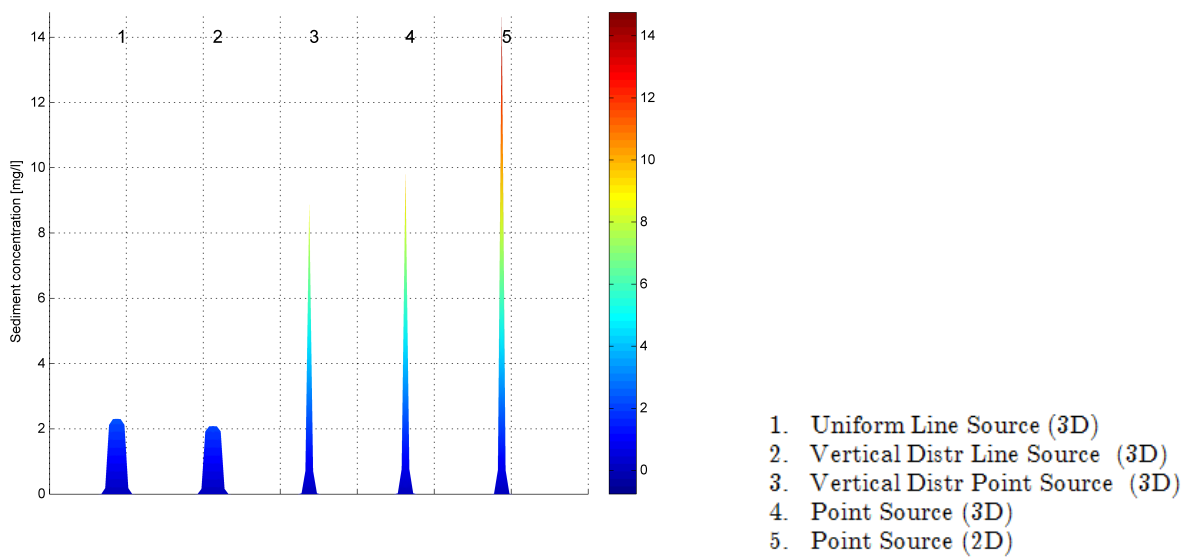 14
12
10
8
6
4
2
0
Sediment concentration [mg/l]
1 2 3 4 5
14
12
10
8
6
4
2
0
1. Uniform Line Source (3D)
2. Vertical Distr Line Source (3D)
3. Vertical Distr Point Source (3D)
4. Point Source (3D)
5. Point Source (2D)